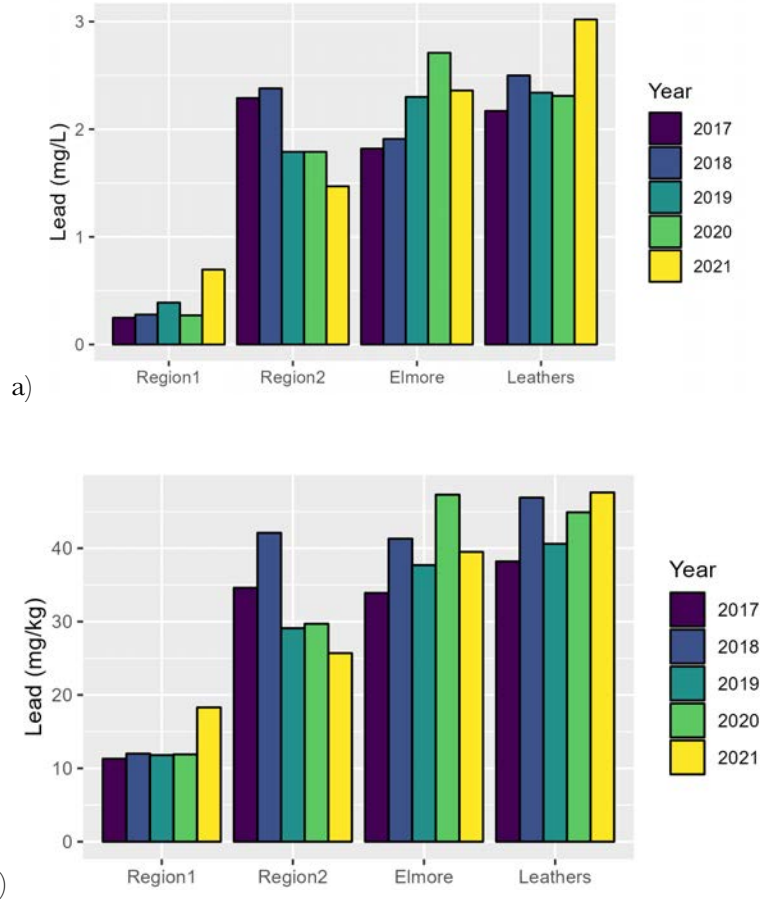 3
2
1
0
Lead (mg/L)
Region1 Region2 Elmore Leathers
Year
2017
2018
2019
2020
2021
a)
40
30
20
10
0
Lead (mg/kg)
Region1 Region2 Elmore Leathers
Year
2017
2018
2019
2020
2021
)